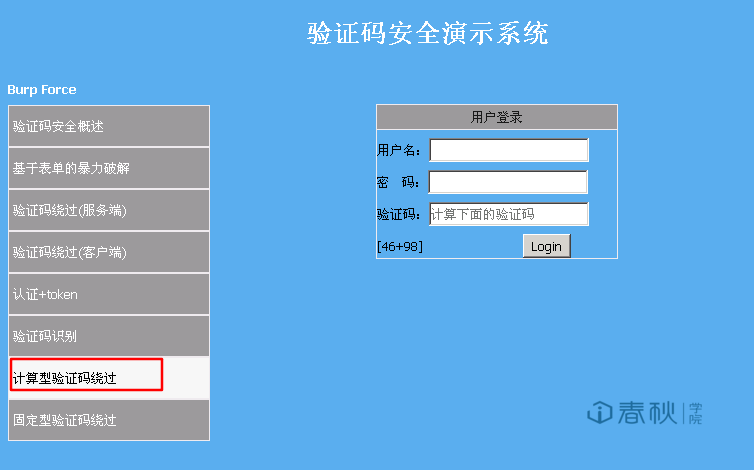 验证码安全演示系统
Burp Force
验证码安全概述
基于表单的暴力破解
验证码绕过(服务端)
验证码绕过(客户端)
认证+token
验证码识别
计算型验证码绕过
固定型验证码绕过
用户登录
用户名：
密 码：
验证码： 计算下面的验证码
[46+98] Login
春秋 学院